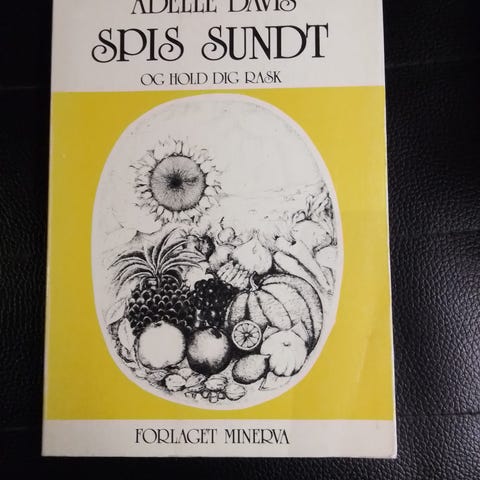 ADELLE DAVIS
SPIS SUNDT
OG HOLD DIG RASK
FORLAGET MINERVA